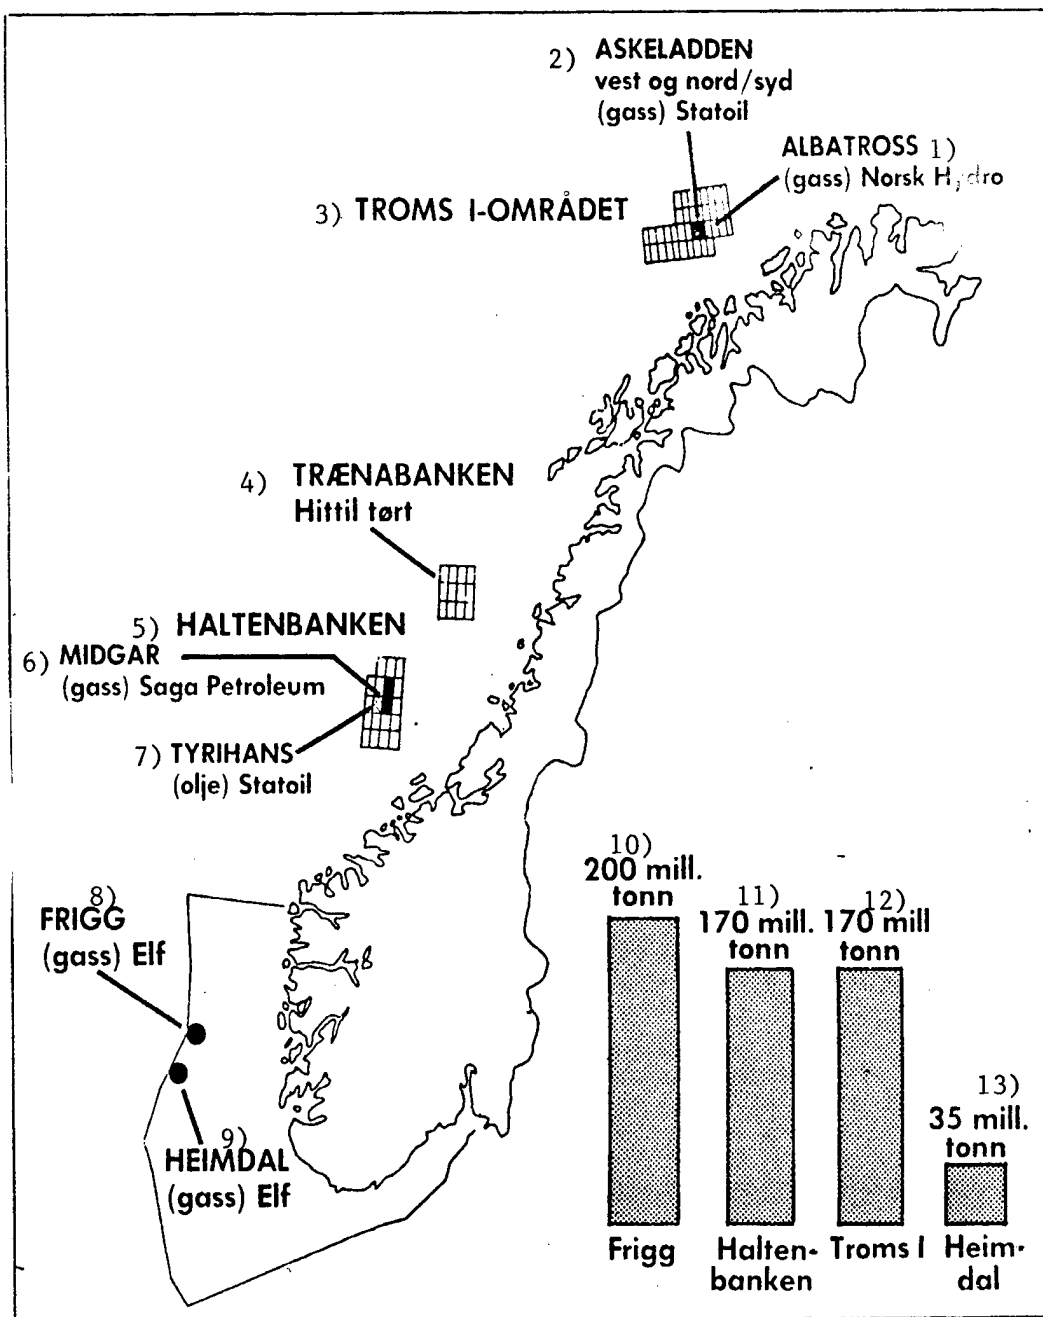 2) ASKELADDEN
vest og nord/syd
(gass) Statoil
ALBATROSS 1)
(gass) Norsk Hydro
3) TROMS I-OMRÅDET
4) TRÆNABANKEN
Hittil tørt
5) HALTENBANKEN
6) MIDGAR
(gass) Saga Petroleum
7) TYRIHANS
(olje) Statoil
8)
FRIGG
(gass) Elf
9)
HEIMDAL
(gass) Elf
10)
200 mill.
tonn
11)
170 mill.
tonn
12)
170 mill
tonn
13)
35 mill.
tonn
Frigg
Halten-
banken
Troms I
Heim-
dal